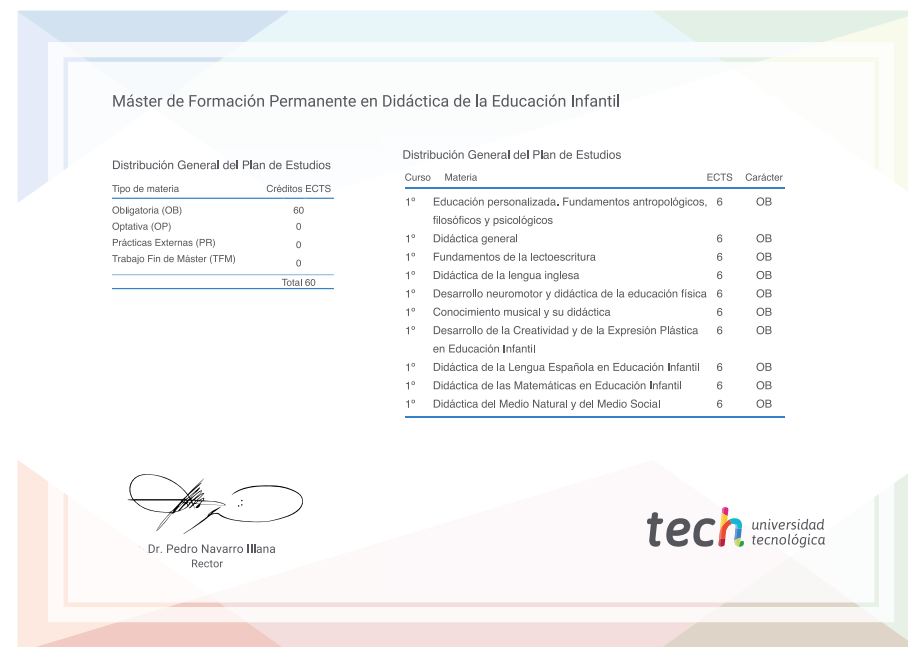 Máster de Formación Permanente en Didáctica de la Educación Infantil
Distribución General del Plan de Estudios
Tipo de materia Créditos ECTS
Obligatoria (OB) 60
Optativa (OP) 0
Prácticas Externas (PR) 0
Trabajo Fin de Máster (TFM) 0
Total 60
Distribución General del Plan de Estudios
Curso Materia ECTS Carácter
1º Educación personalizada. Fundamentos antropológicos, 6 OB
filosóficos y psicológicos
1º Didáctica general 6 OB
1º Fundamentos de la lectoescritura 6 OB
1º Didáctica de la lengua inglesa 6 OB
1º Desarrollo neuromotor y didáctica de la educación física 6 OB
1º Conocimiento musical y su didáctica 6 OB
1º Desarrollo de la Creatividad y de la Expresión Plástica 6 OB
en Educación Infantil
1º Didáctica de la Lengua Española en Educación Infantil 6 OB
1º Didáctica de las Matemáticas en Educación Infantil 6 OB
1º Didáctica del Medio Natural y del Medio Social 6 OB
Dr. Pedro Navarro Illana
Rector
tech universidad
tecnológica